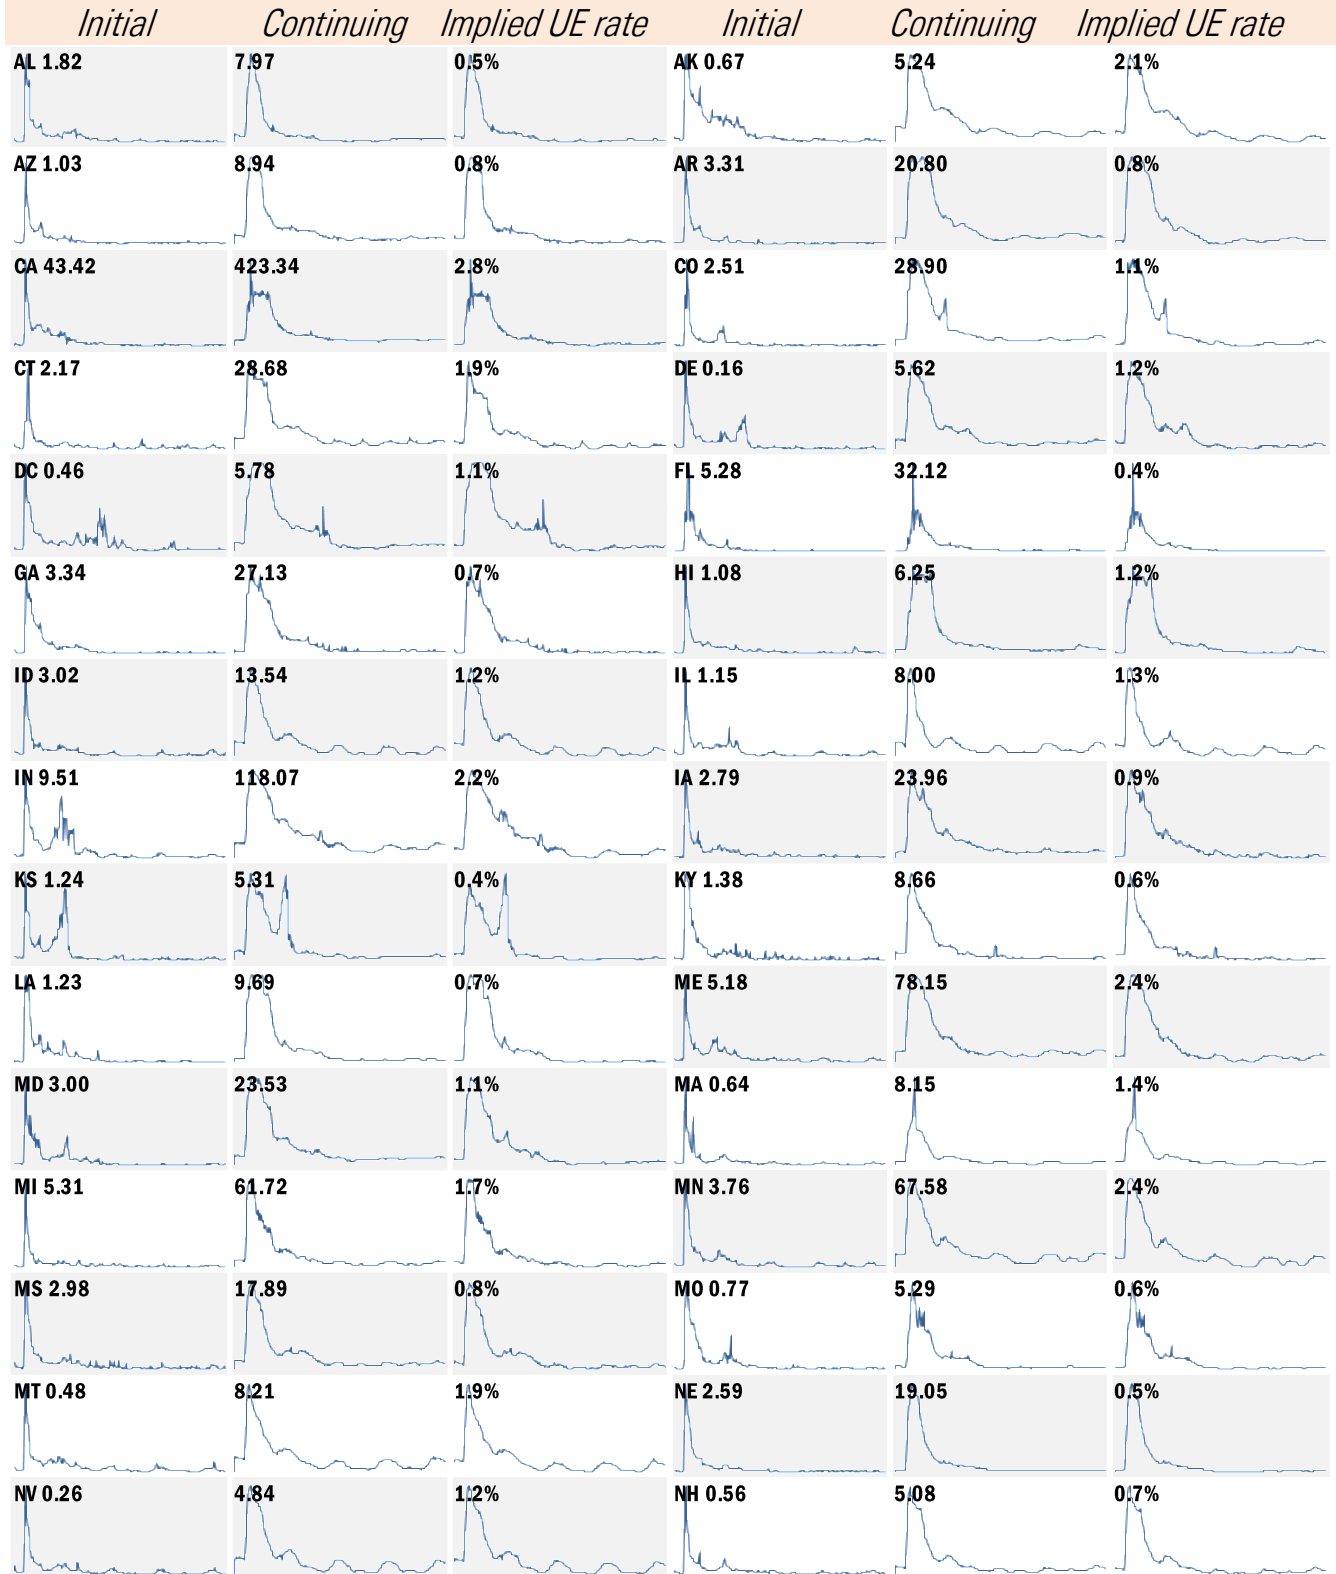 Initial Continuing Implied UE rate Initial Continuing Implied UE rate
AL 1.82 7.97 0.5% AK 0.67 5.24 2.1%
AZ 1.03 8.94 0.8% AR 3.31 20.80 0.8%
CA 43.42 423.34 2.8% CO 2.51 28.90 1.1%
CT 2.17 28.68 1.9% DE 0.16 5.62 1.2%
DC 0.46 5.78 1.1% FL 5.28 32.12 0.4%
GA 3.34 27.13 0.7% HI 1.08 6.25 1.2%
ID 3.02 13.54 1.2% IL 1.15 8.00 1.3%
IN 9.51 118.07 2.2% IA 2.79 23.96 0.9%
KS 1.24 5.31 0.4% KY 1.38 8.66 0.6%
LA 1.23 9.69 0.7% ME 5.18 78.15 2.4%
MD 3.00 23.53 1.1% MA 0.64 8.15 1.4%
MI 5.31 61.72 1.7% MN 3.76 67.58 2.4%
MS 2.98 17.89 0.8% MO 0.77 5.29 0.6%
MT 0.48 8.21 1.9% NE 2.59 19.05 0.5%
NV 0.26 4.84 1.2% NH 0.56 5.08 0.7%